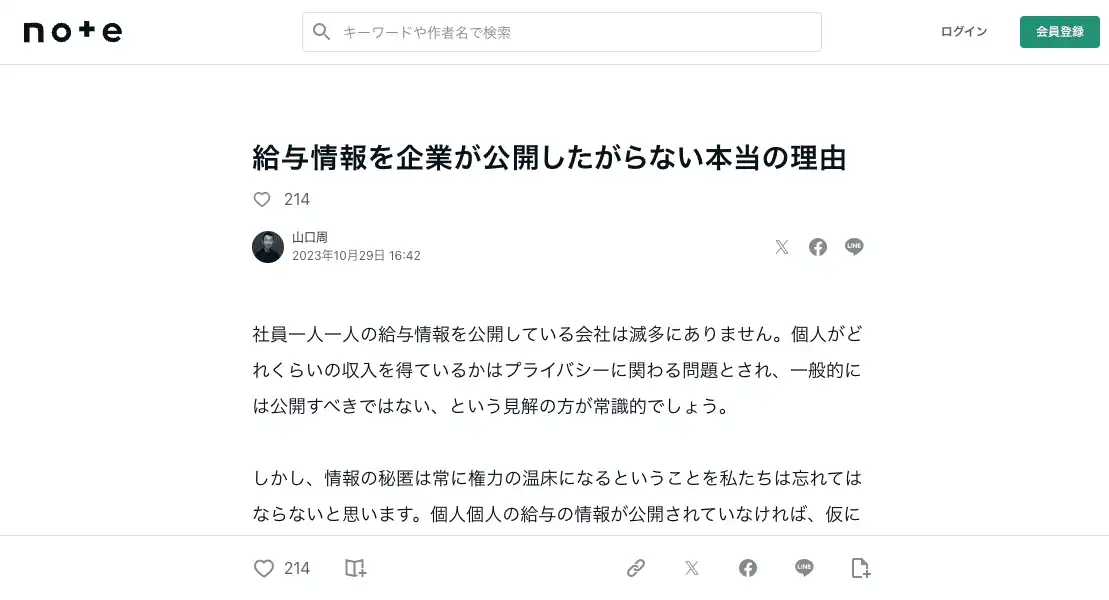 note
キーワードや作者名で検索
ログイン
会員登録
給与情報を企業が公開したがらない本当の理由
214
山口周
2023年10月29日 16:42
LINE
社員一人一人の給与情報を公開している会社は滅多にありません。個人がど
れくらいの収入を得ているかはプライバシーに関わる問題とされ、一般的に
は公開すべきではない、という見解の方が常識的でしょう。
しかし、情報の秘匿は常に権力の温床になるということを私たちは忘れては
ならないと思います。個人個人の給与の情報が公開されていなければ、仮に
214
LINE